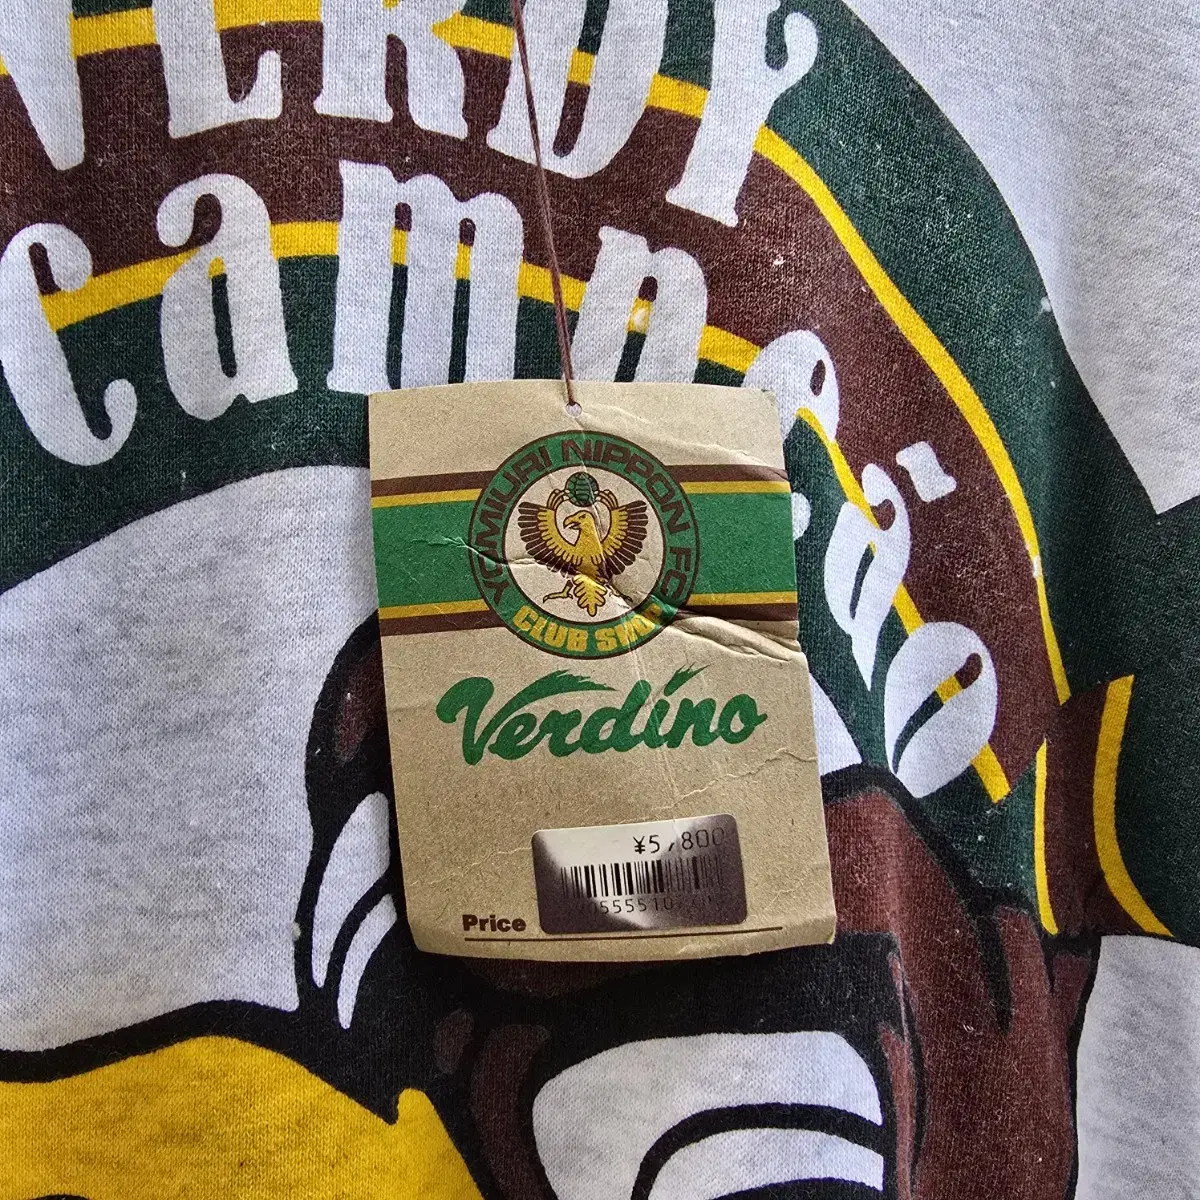 VERDY
campeão
YOMIURI NIPPON FC
CLUB SHOP
Verdino
¥5,800
Price